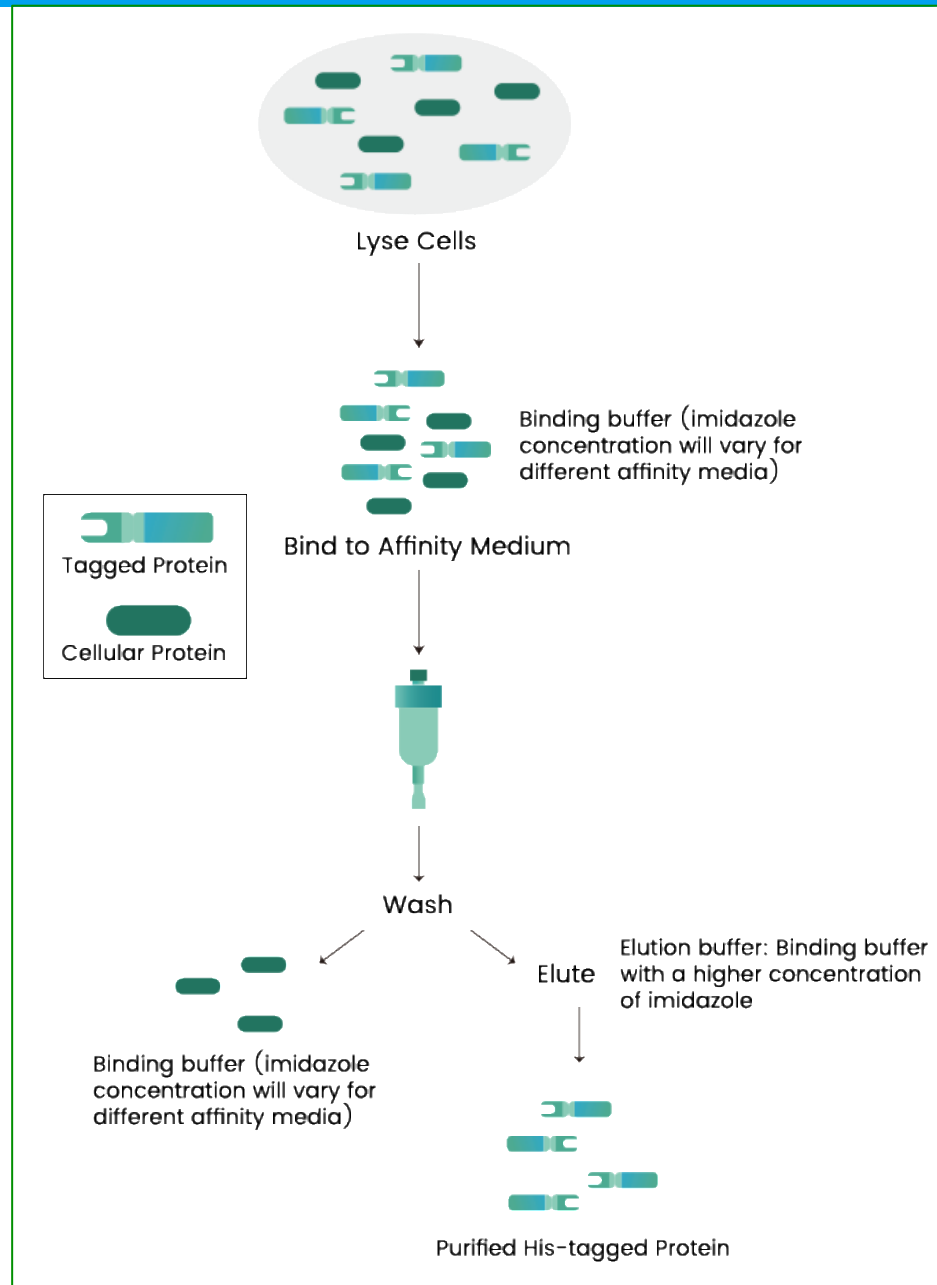 Lyse Cells
Binding buffer (imidazole
concentration will vary for
different affinity media)
Bind to Affinity Medium
Tagged Protein
Cellular Protein
Wash
Elute
Elution buffer: Binding buffer
with a higher concentration
of imidazole
Binding buffer (imidazole
concentration will vary for
different affinity media)
Purified His-tagged Protein